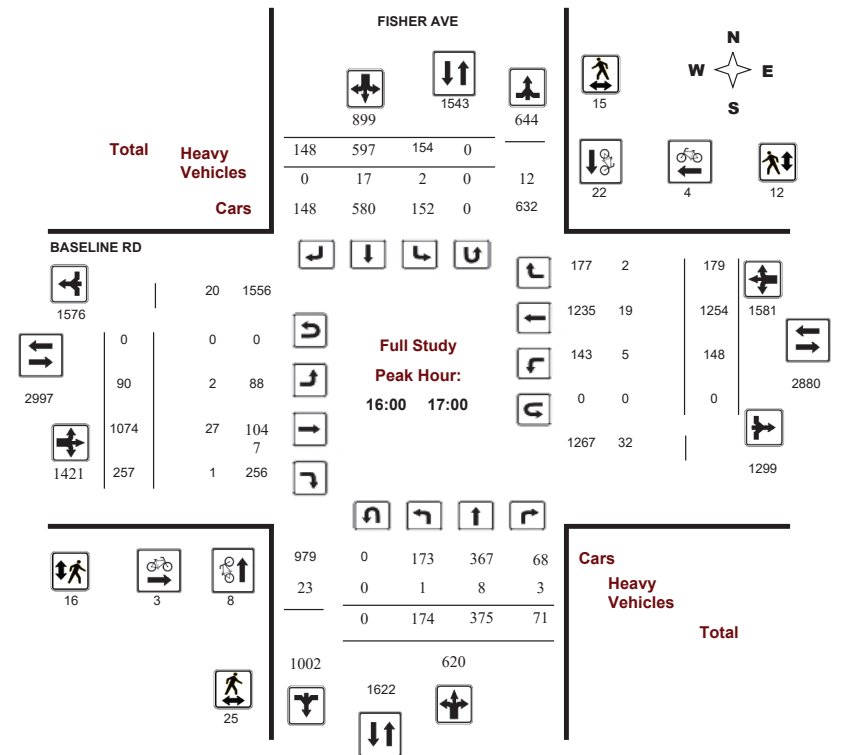 FISHER AVE
N
W E
S
1543
899 644
15
Total Heavy Vehicles
148 597 154 0
0 17 2 0 12
Cars 148 580 152 0 632
22 4 12
BASELINE RD
1576 20 1556
177 2 179
1235 19 1254 1581
0 0 0
Full Study
Peak Hour:
16:00 17:00
143 5 148
2997 90 2 88
0 0 0 2880
1074 27 104
7
1421 257 1 256
1267 32 1299
979 0 173 367 68 Cars
23 0 1 8 3 Heavy
Vehicles
0 174 375 71 Total
16 3 8
1002 620
1622
25